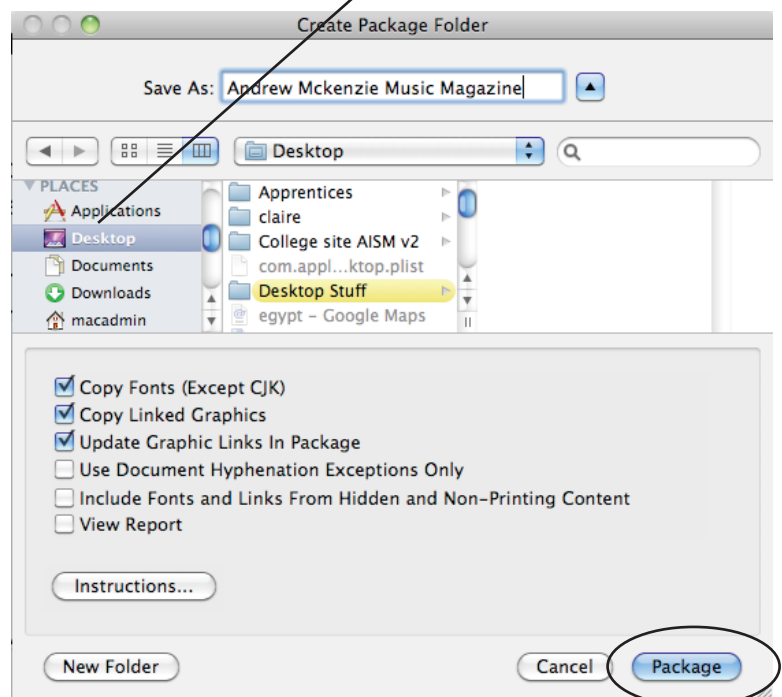 Create Package Folder
Save As: Andrew Mckenzie Music Magazine
Desktop
PLACES
Applications
Desktop
Documents
Downloads
macadmin
Apprentices
claire
College site AISM v2
com.appl...ktop.plist
Desktop Stuff
egypt – Google Maps
Copy Fonts (Except CJK)
Copy Linked Graphics
Update Graphic Links In Package
Use Document Hyphenation Exceptions Only
Include Fonts and Links From Hidden and Non-Printing Content
View Report
Instructions...
New Folder
Cancel
Package